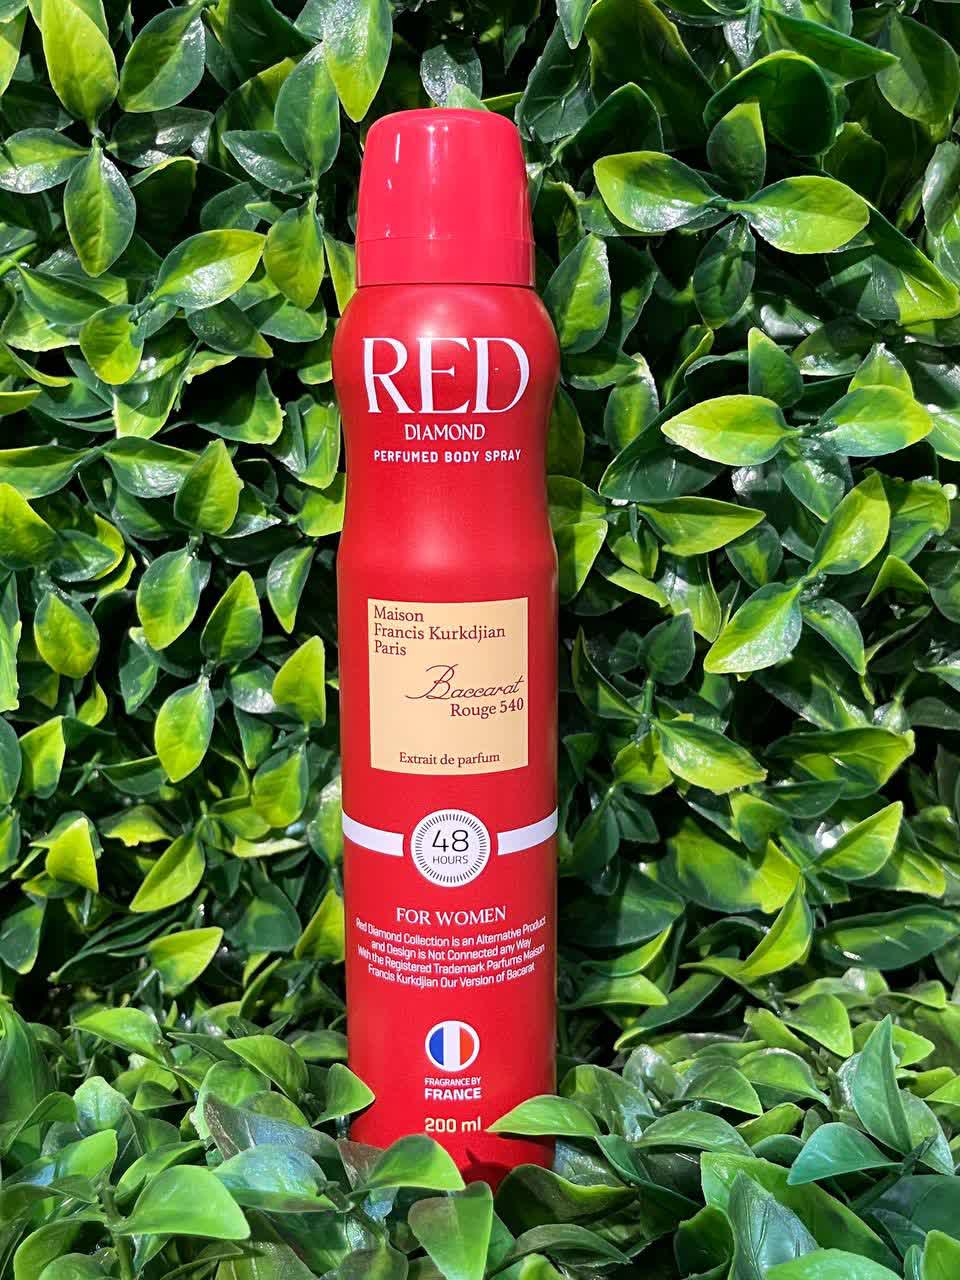 RED
DIAMOND
PERFUMED BODY SPRAY
Maison
Francis Kurkdjian
Paris
Baccarat
Rouge 540
Extrait de parfum
48
HOURS
FOR WOMEN
Red Diamond Collection is an Alternative Product
and Design is Not Connected any Way
With the Registered Trademark Parfums Maison
Francis Kurkdjian Our Version of Bacarat
FRAGRANCE BY
FRANCE
200 ml